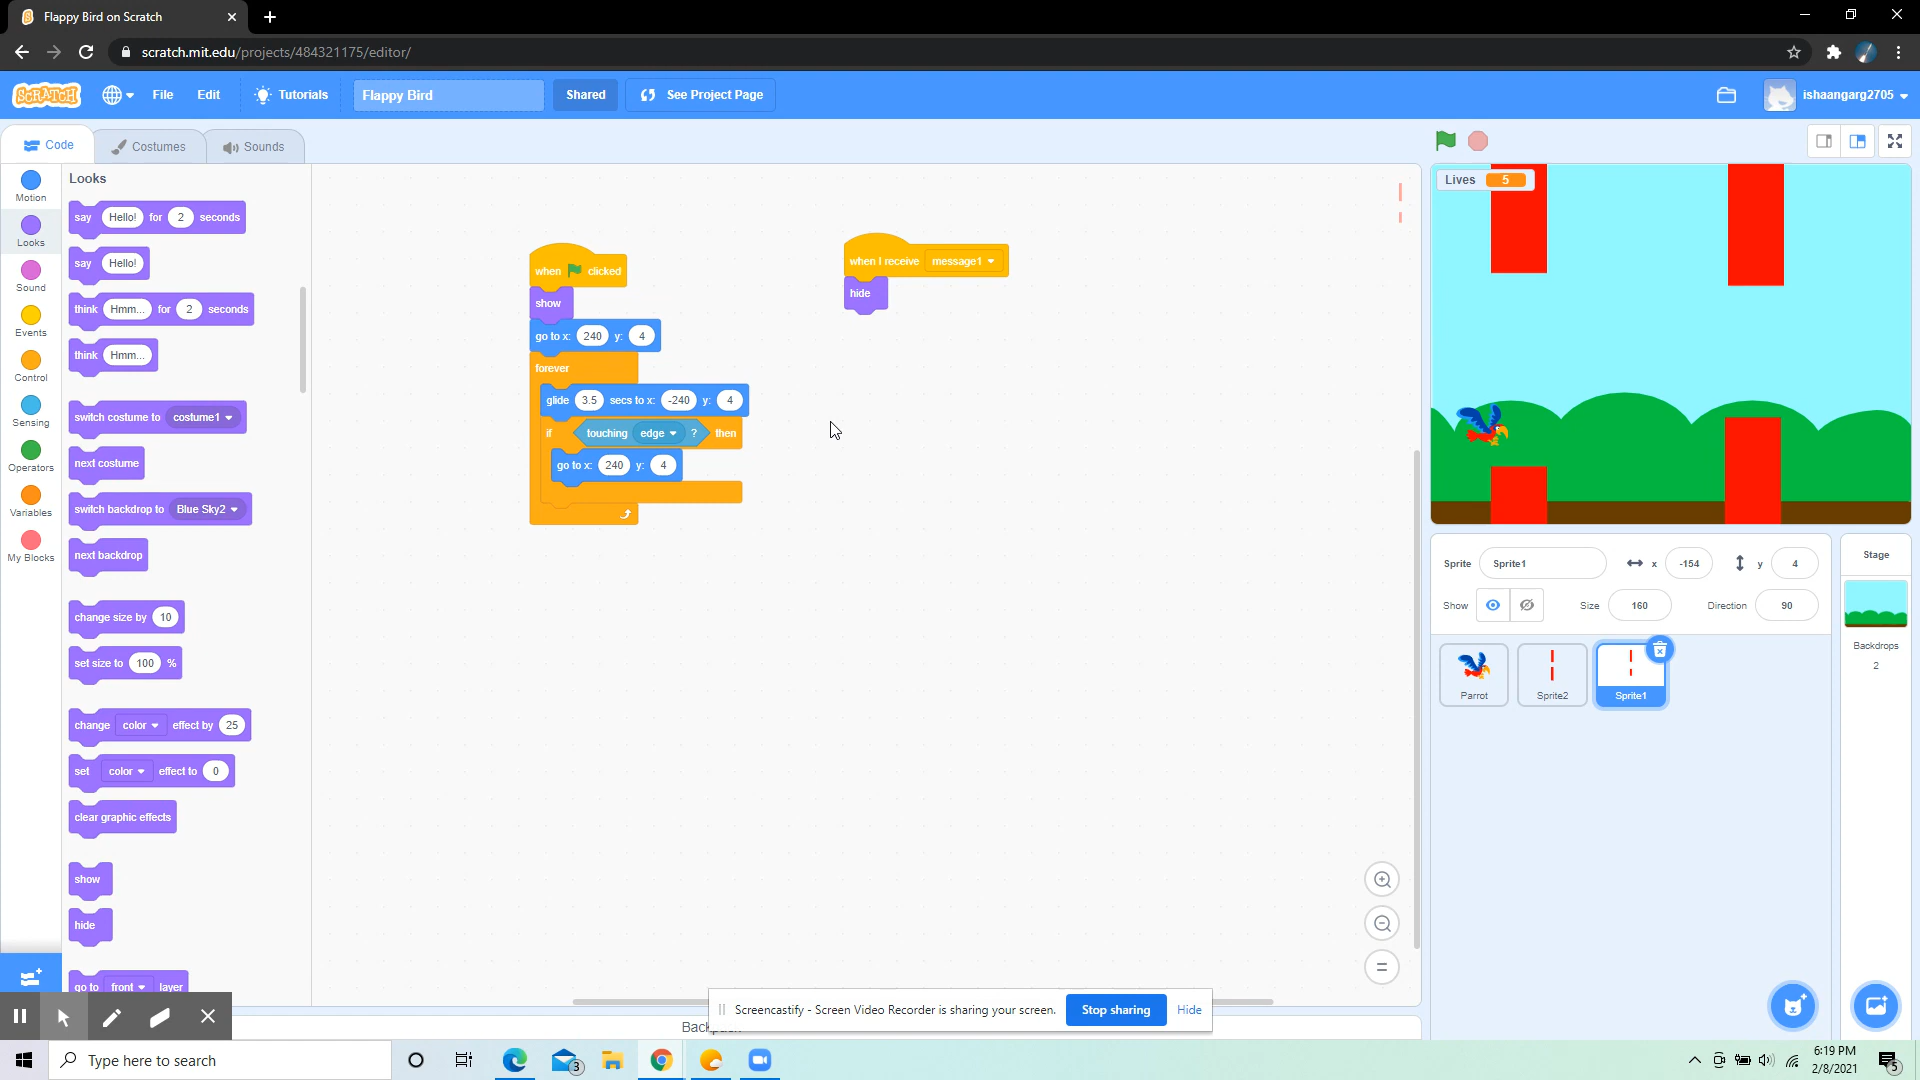 Flappy Bird on Scratch
scratch.mit.edu/projects/484321175/editor/
SCRATCH
File
Edit
Tutorials
Flappy Bird
Shared
See Project Page
ishaangarg2705
Code
Costumes
Sounds
Motion
Looks
Sound
Events
Control
Sensing
Operators
Variables
My Blocks
Looks
say Hello! for 2 seconds
say Hello!
think Hmm... for 2 seconds
think Hmm...
switch costume to costume1
next costume
switch backdrop to Blue Sky2
next backdrop
change size by 10
set size to 100 %
change color effect by 25
set color effect to 0
clear graphic effects
show
hide
go to front layer
when clicked
show
go to x: 240 y: 4
forever
glide 3.5 secs to x: -240 y: 4
if touching edge ? then
go to x: 240 y: 4
when I receive message1
hide
Lives 5
Sprite Sprite1 x -154 y 4
Show Size 160 Direction 90
Parrot
Sprite2
Sprite1
Stage
Backdrops
2
Screencastify - Screen Video Recorder is sharing your screen.
Stop sharing
Hide
Type here to search
3
6:19 PM
2/8/2021
5